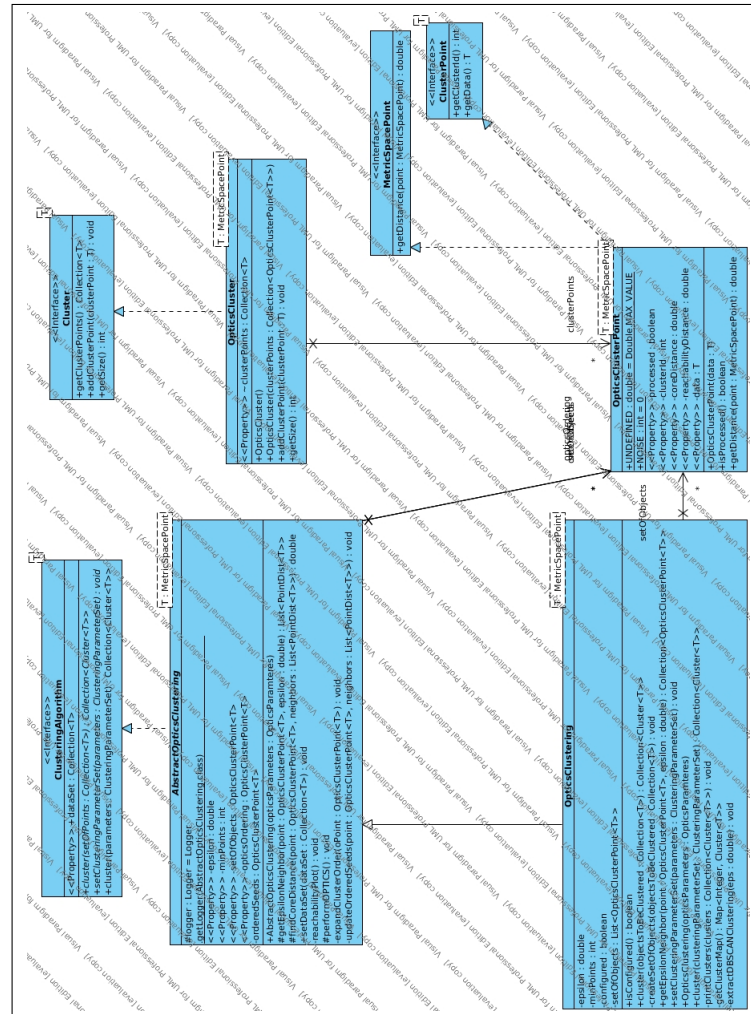 T
<<Interface>>
ClusteringAlgorithm
<<Property>> +dataSet : Collection<T>
+cluster(setOfPoints : Collection<T>) : Collection<Cluster<T>>
+setClusteringParameterSet(parameters : ClusteringParameterSet) : void
+cluster(parameters : ClusteringParameterSet) : Collection<Cluster<T>>
T
<<Interface>>
Cluster
+getClusterPoints() : Collection<T>
+addClusterPoint(clusterPoint : T) : void
+getSize() : int
T : MetricSpacePoint
AbstractOpticsClustering
#logger : Logger = Logger.
getLogger(AbstractOpticsClustering.class)
<<Property>> -epsilon : double
<<Property>> -minPoints : int
<<Property>> -setOfObjects : OpticsClusterPoint<T>
<<Property>> -opticsOrdering : OpticsClusterPoint<T>
-orderedSeeds : OpticsClusterPoint<T>
+AbstractOpticsClustering(opticsParameters : OpticsParamteres)
#getEpsilonNeighbor(point : OpticsClusterPoint<T>, epsilon : double) : List<PointDist<T>>
#findCoreDistance(point : OpticsClusterPoint<T>, neighbors : List<PointDist<T>>) : double
+setDataSet(dataSet : Collection<T>) : void
-reachabilityPlot() : void
#performOPTICS() : void
-expandClusterOrder(oPoint : OpticsClusterPoint<T>) : void
-updateOrderedSeeds(point : OpticsClusterPoint<T>, neighbors : List<PointDist<T>>) : void
T : MetricSpacePoint
OpticsCluster
<<Property>> ~clusterPoints : Collection<T>
+OpticsCluster()
+OpticsCluster(clusterPoints : Collection<OpticsClusterPoint<T>>)
+addClusterPoint(clusterPoint : T) : void
+getSize() : int
<<Interface>>
MetricSpacePoint
+getDistance(point : MetricSpacePoint) : double
T
<<Interface>>
ClusterPoint
+getClusterId() : int
+getData() : T
clusterPoints
*
*
setOfObjects
*
T : MetricSpacePoint
OpticsClustering
-epsilon : double
-minPoints : int
-configured : boolean
-setOfObjects : List<OpticsClusterPoint<T>>
+isConfigured() : boolean
+cluster(objectsToBeClustered : Collection<T>) : Collection<Cluster<T>>
-createSetOfObjects(objectsToBeClustered : Collection<T>) : void
+getEpsilonNeighbor(point : OpticsClusterPoint<T>, epsilon : double) : Collection<OpticsClusterPoint<T>>
+setClusteringParameterSet(parameters : ClusteringParameterSet) : void
+OpticsClustering(opticsParameters : OpticsParamteres)
+cluster(clusteringParameterSet : ClusteringParameterSet) : Collection<Cluster<T>>
-printClusters(clusters : Collection<Cluster<T>>) : void
-getClusterMap() : Map<Integer, Cluster<T>>
-extractDBSCANClustering(eps : double) : void
T : MetricSpacePoint
OpticsClusterPoint
+UNDEFINED : double = Double.MAX_VALUE
+NOISE : int = 0
<<Property>> -processed : boolean
<<Property>> -clusterId : int
<<Property>> -coreDistance : double
<<Property>> -reachabilityDistance : double
<<Property>> -data : T
+OpticsClusterPoint(data : T)
+isProcessed() : boolean
+getDistance(point : MetricSpacePoint) : double